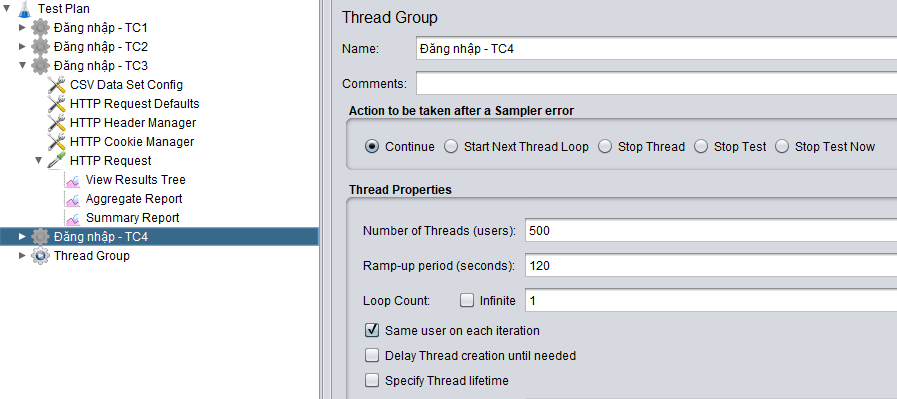 Test Plan
Đăng nhập - TC1
Đăng nhập - TC2
Đăng nhập - TC3
CSV Data Set Config
HTTP Request Defaults
HTTP Header Manager
HTTP Cookie Manager
HTTP Request
View Results Tree
Aggregate Report
Summary Report
Đăng nhập - TC4
Thread Group
Thread Group
Name: Đăng nhập - TC4
Comments:
Action to be taken after a Sampler error
Continue Start Next Thread Loop Stop Thread Stop Test Stop Test Now
Thread Properties
Number of Threads (users): 500
Ramp-up period (seconds): 120
Loop Count: Infinite 1
Same user on each iteration
Delay Thread creation until needed
Specify Thread lifetime